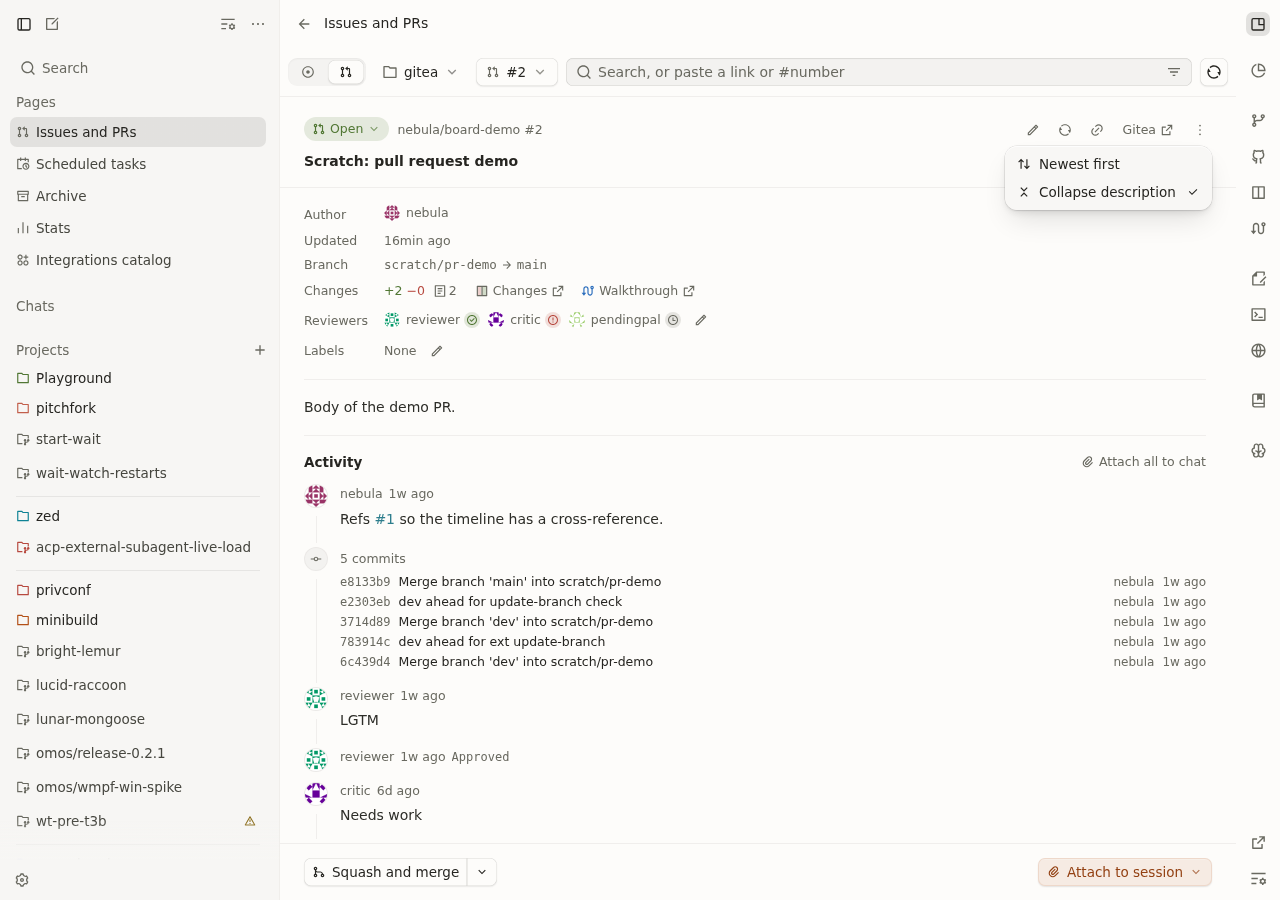 Issues and PRs
Search
Pages
Issues and PRs
Scheduled tasks
Archive
Stats
Integrations catalog
Chats
Projects
Playground
pitchfork
start-wait
wait-watch-restarts
zed
acp-external-subagent-live-load
privconf
minibuild
bright-lemur
lucid-raccoon
lunar-mongoose
omos/release-0.2.1
omos/wmpf-win-spike
wt-pre-t3b
gitea
#2
Search, or paste a link or #number
Open nebula/board-demo #2
Gitea
Scratch: pull request demo
Newest first
Collapse description
Author nebula
Updated 16min ago
Branch scratch/pr-demo → main
Changes +2 −0 2 Changes Walkthrough
Reviewers reviewer critic pendingpal
Labels None
Body of the demo PR.
Activity Attach all to chat
nebula 1w ago
Refs #1 so the timeline has a cross-reference.
5 commits
e8133b9 Merge branch 'main' into scratch/pr-demo nebula 1w ago
e2303eb dev ahead for update-branch check nebula 1w ago
3714d89 Merge branch 'dev' into scratch/pr-demo nebula 1w ago
783914c dev ahead for ext update-branch nebula 1w ago
6c439d4 Merge branch 'dev' into scratch/pr-demo nebula 1w ago
reviewer 1w ago
LGTM
reviewer 1w ago Approved
critic 6d ago
Needs work
Squash and merge
Attach to session